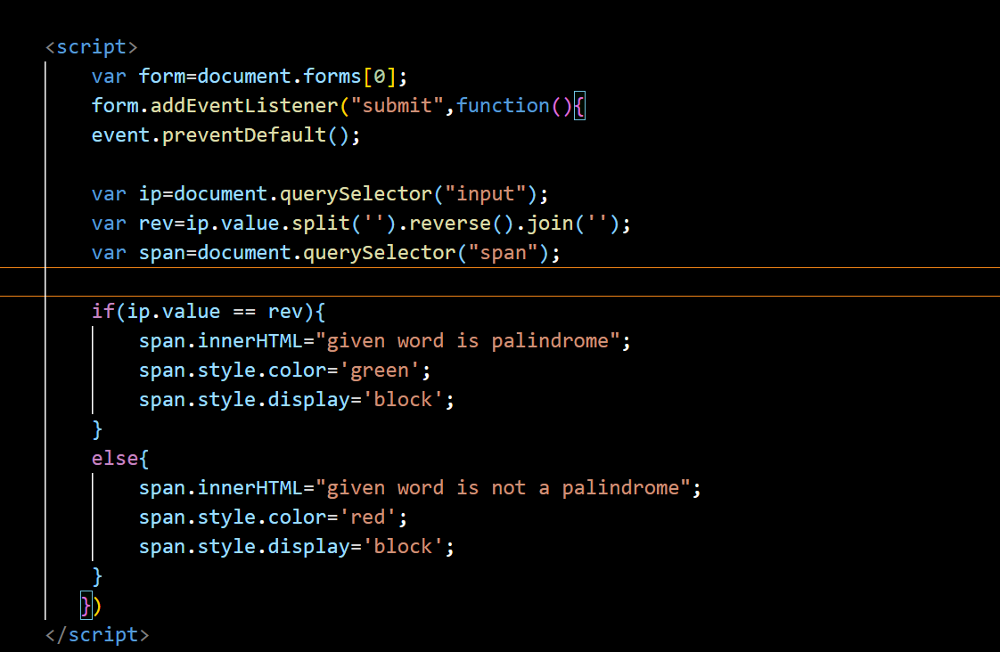 <script>
var form=document.forms[0];
form.addEventListener("submit",function(){
event.preventDefault();
var ip=document.querySelector("input");
var rev=ip.value.split('').reverse().join('');
var span=document.querySelector("span");
if(ip.value == rev){
span.innerHTML="given word is palindrome";
span.style.color='green';
span.style.display='block';
}
else{
span.innerHTML="given word is not a palindrome";
span.style.color='red';
span.style.display='block';
}
})
</script>